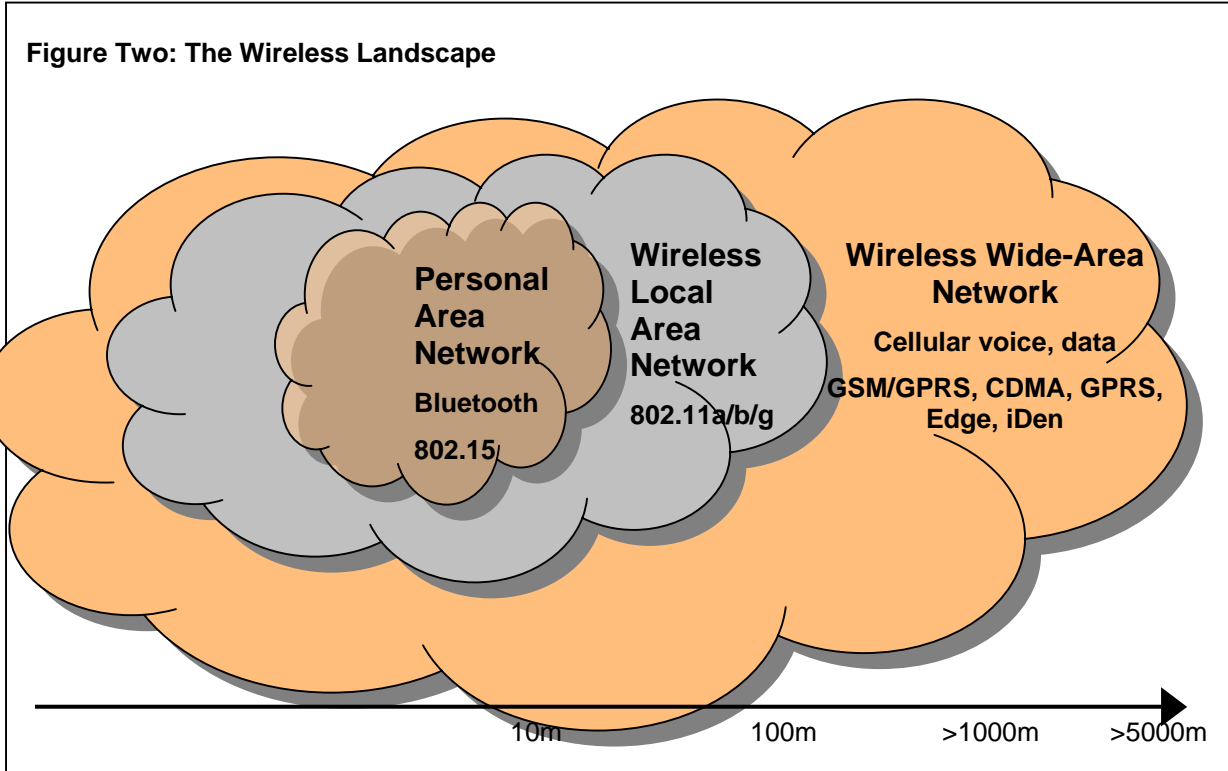 Figure Two: The Wireless Landscape
Personal
Area
Network
Bluetooth
802.15
Wireless
Local
Area
Network
802.11a/b/g
Wireless Wide-Area
Network
Cellular voice, data
GSM/GPRS, CDMA, GPRS,
Edge, iDen
10m 100m >1000m >5000m